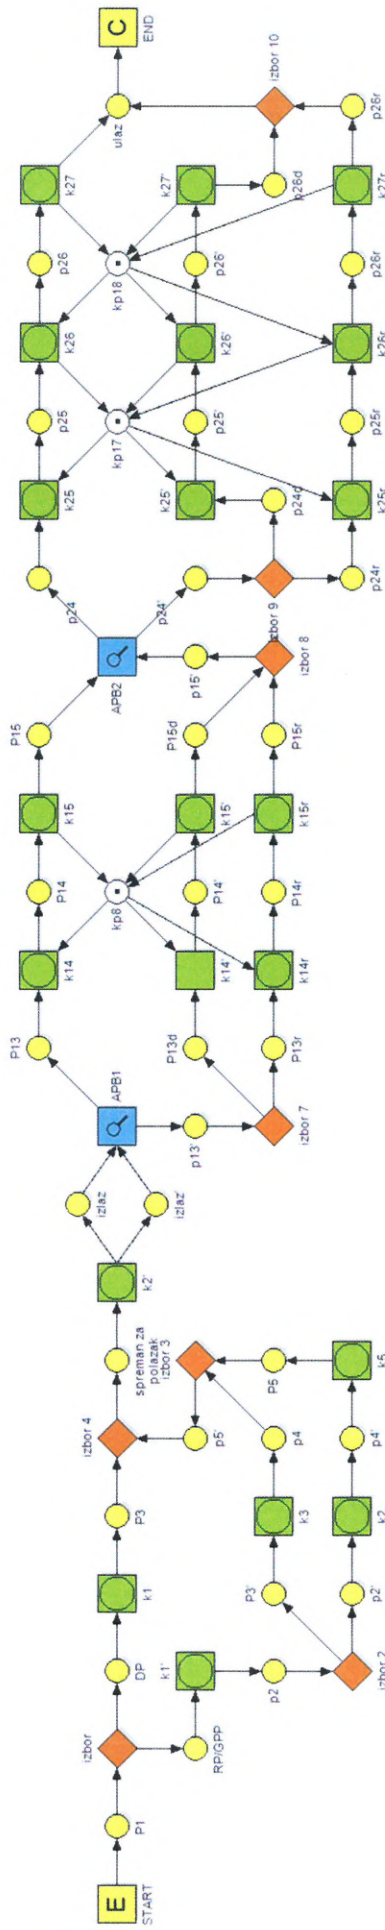 E
START
P1
izbor
DP
k1
P3
izbor 4
spreman za
polazak
k2'
izlaz
izlaz'
RP/GPP
k1'
p2
izbor 2
P3'
k3
p4
izbor 3
p5'
p2'
k2
p4'
k5
P5
APB1
P13
k14
P14
k15
P15
kp8
p13'
izbor 7
P13d
k14'
P14'
k15'
P15d
P13r
k14r
P14r
k15r
P15r
izbor 8
p15'
APB2
p24
k25
p25
k26
p26
k27
ulaz
C
END
kp17
kp18
p24'
izbor 9
p24d
k25'
p25'
k26'
p26'
k27'
p26d
izbor 10
p24r
k25r
p25r
k26r
p26r
k27r
p26r